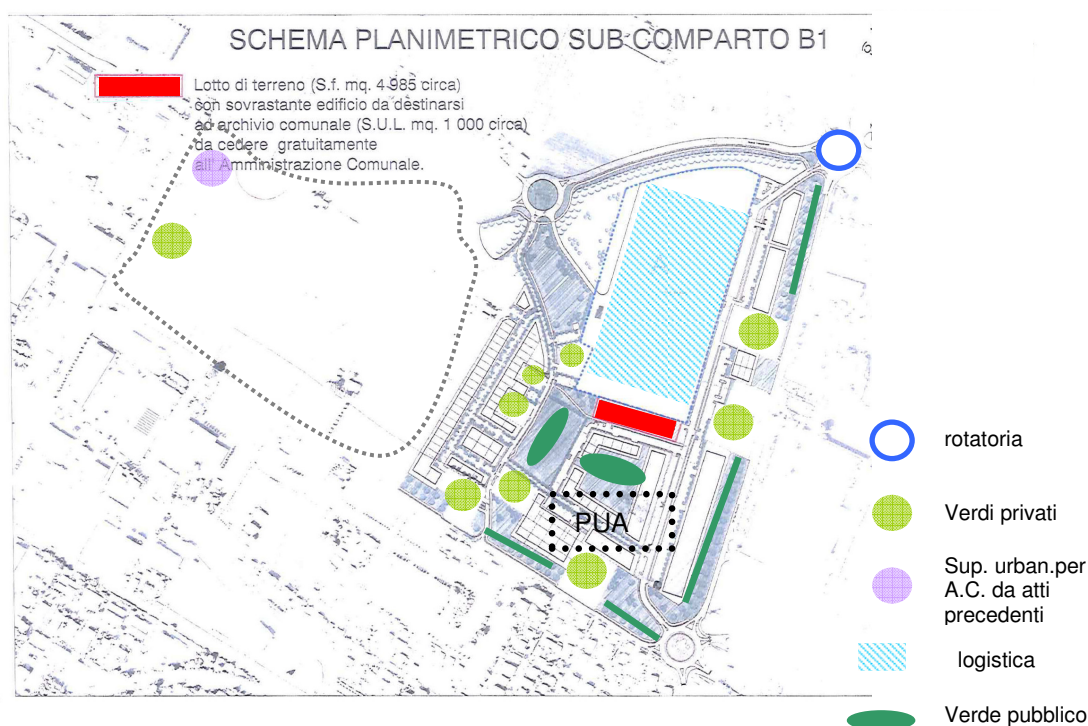 SCHEMA PLANIMETRICO SUB COMPARTO B1
Lotto di terreno (S.f. mq. 4 985 circa)
con sovrastante edificio da destinarsi
ad archivio comunale (S.U.L. mq. 1 000 circa)
da cedere gratuitamente
all' Amministrazione Comunale.
PUA
rotatoria
Verdi privati
Sup. urban.per
A.C. da atti
precedenti
logistica
Verde pubblico